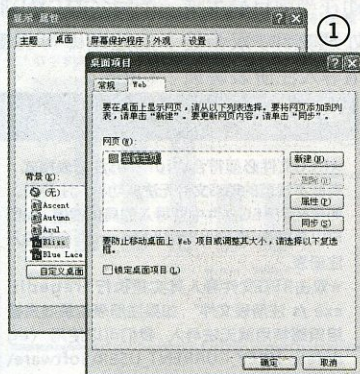 显示 属性
①
主题 桌面 屏幕保护程序 外观 设置
桌面项目
常规 Web
要在桌面上显示网页，请从以下列表选择。要将网页添加到列
表，请单击“新建”。要更新网页内容，请单击“同步”。
网页(W):
当前主页
新建(N)...
删除(D)
属性(P)
同步(S)
背景(K):
(无)
Ascent
Autumn
Azul
Bliss
Blue Lace
自定义桌面
要防止移动桌面上 Web 项目或调整其大小，请选择以下复选
框。
锁定桌面项目(L)
确定
取消